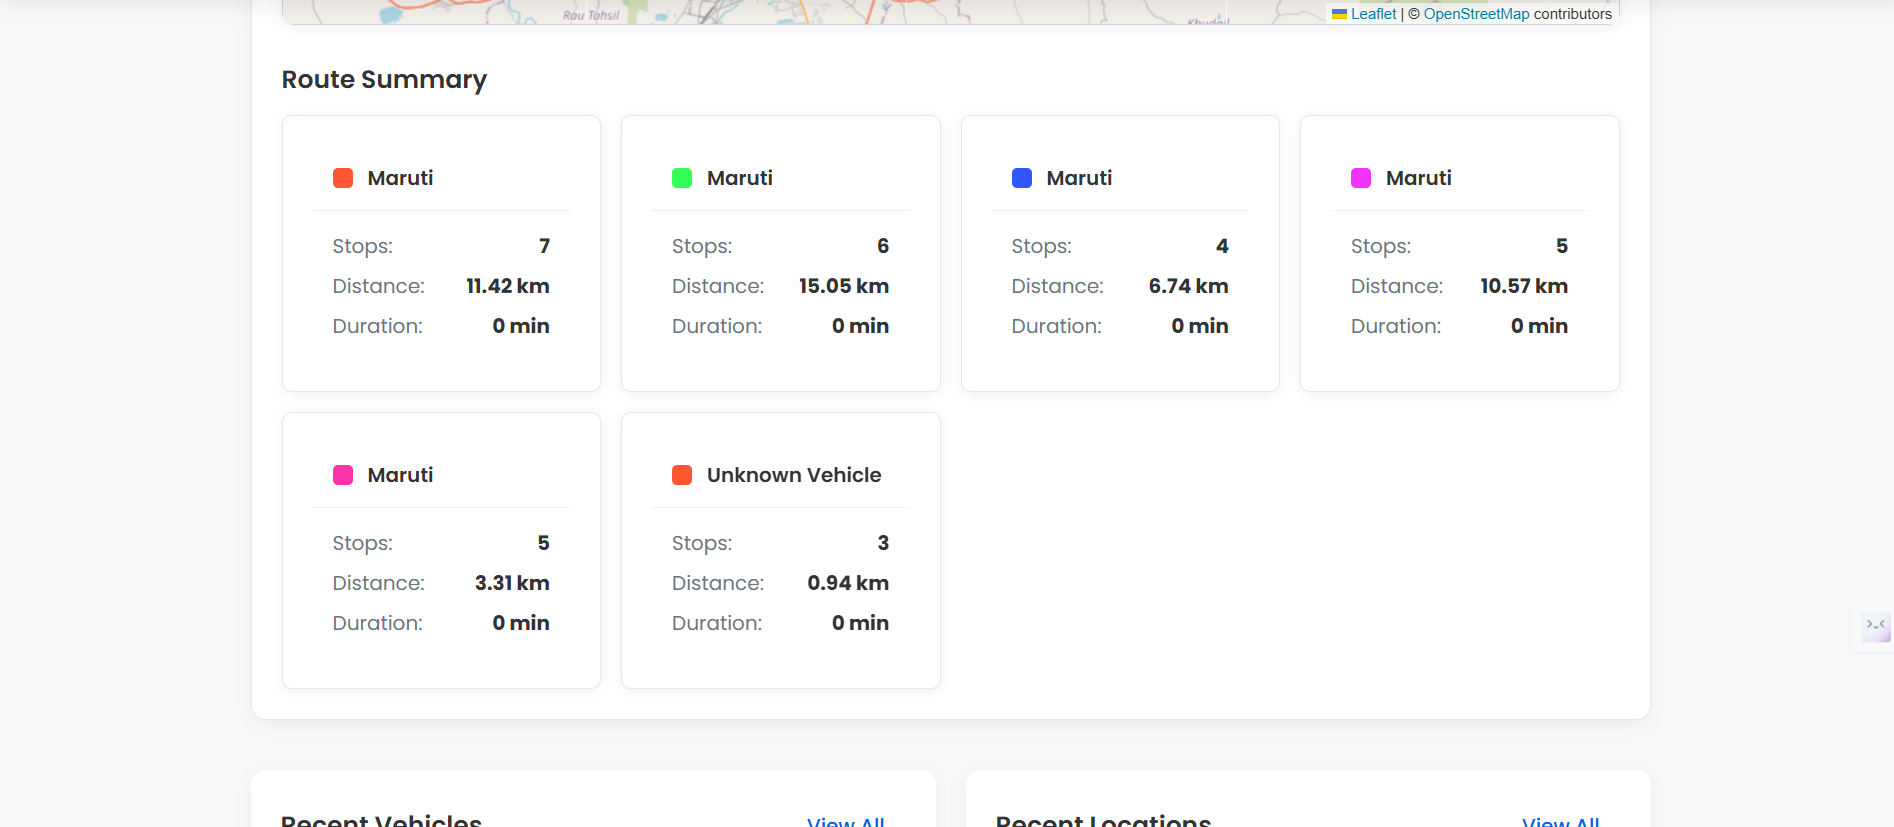 Rau Tahsil
Khudail
Leaflet | © OpenStreetMap contributors
Route Summary
Maruti
Stops: 7
Distance: 11.42 km
Duration: 0 min
Maruti
Stops: 6
Distance: 15.05 km
Duration: 0 min
Maruti
Stops: 4
Distance: 6.74 km
Duration: 0 min
Maruti
Stops: 5
Distance: 10.57 km
Duration: 0 min
Maruti
Stops: 5
Distance: 3.31 km
Duration: 0 min
Unknown Vehicle
Stops: 3
Distance: 0.94 km
Duration: 0 min
Recent Vehicles View All
Recent Locations View All